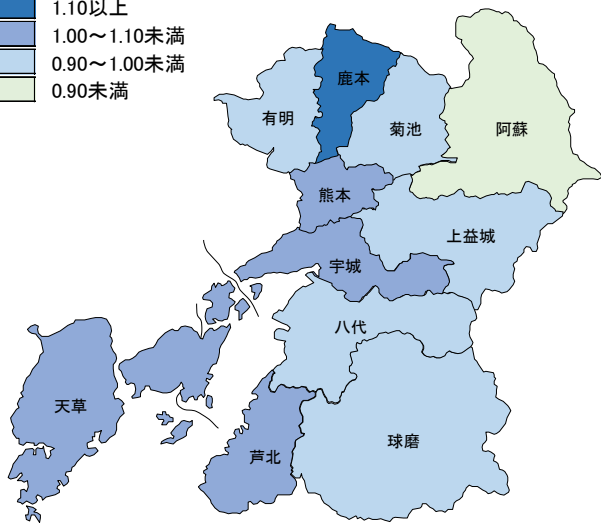 1.10以上
1.00～1.10未満
0.90～1.00未満
0.90未満
鹿本
有明
菊池
阿蘇
熊本
上益城
宇城
八代
天草
球磨
芦北